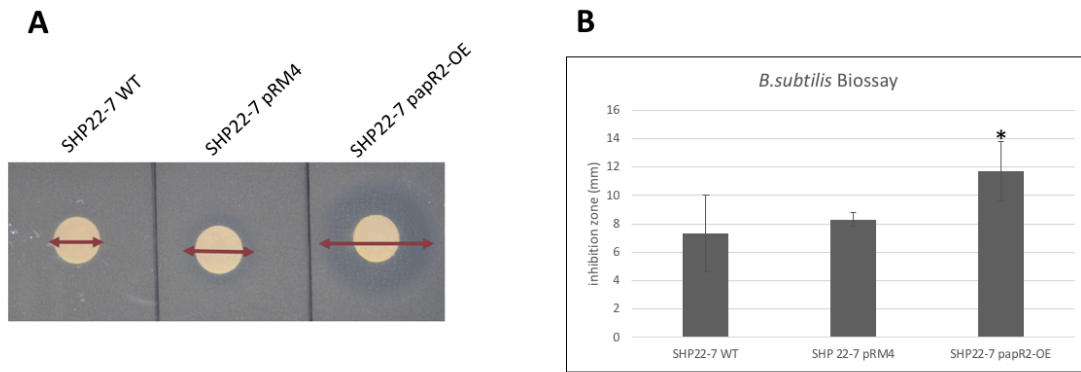 A
SHP22-7 WT
SHP22-7 pRM4
SHP22-7 papR2-OE
B
B.subtilis Biossay
inhibition zone (mm)
16
14
12
10
8
6
4
2
0
*
SHP22-7 WT
SHP 22-7 pRM4
SHP22-7 papR2-OE